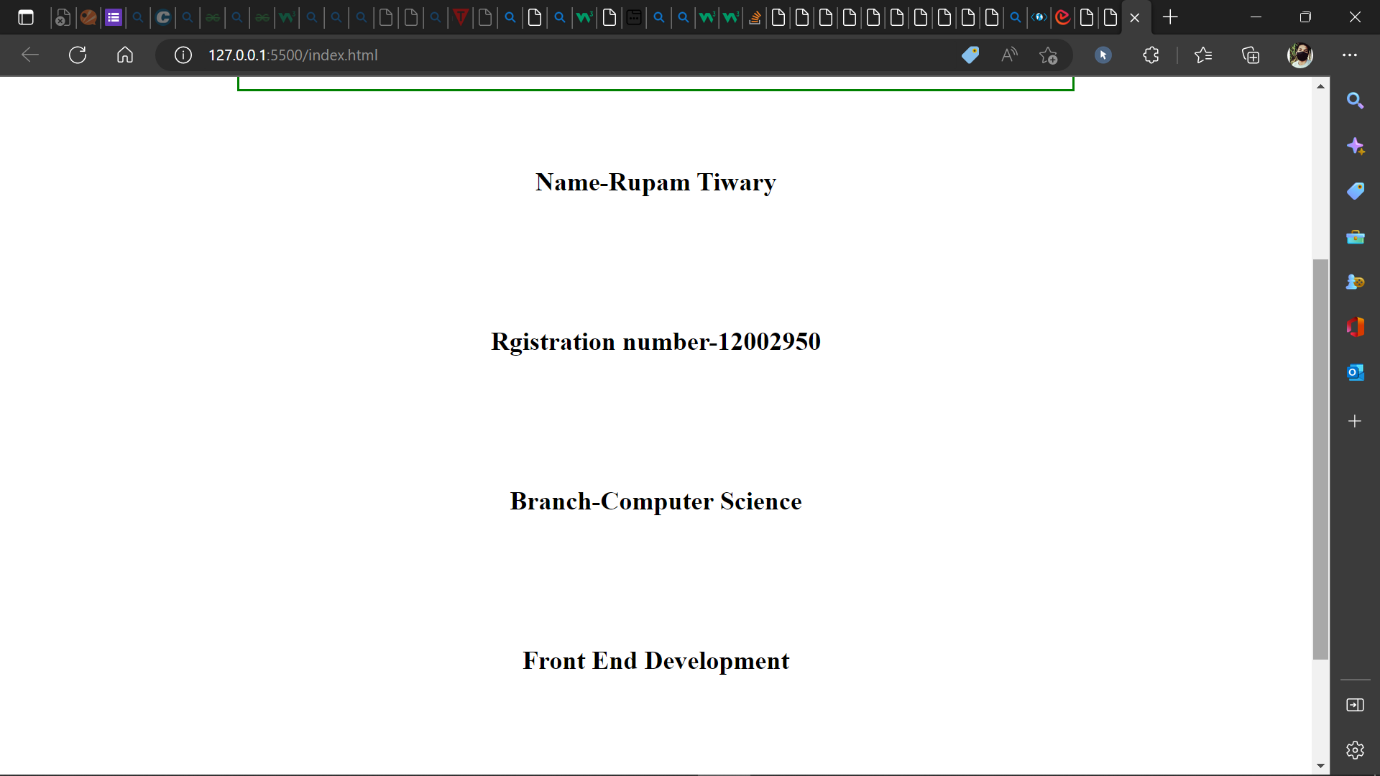 127.0.0.1:5500/index.html
Name-Rupam Tiwary
Rgistration number-12002950
Branch-Computer Science
Front End Development